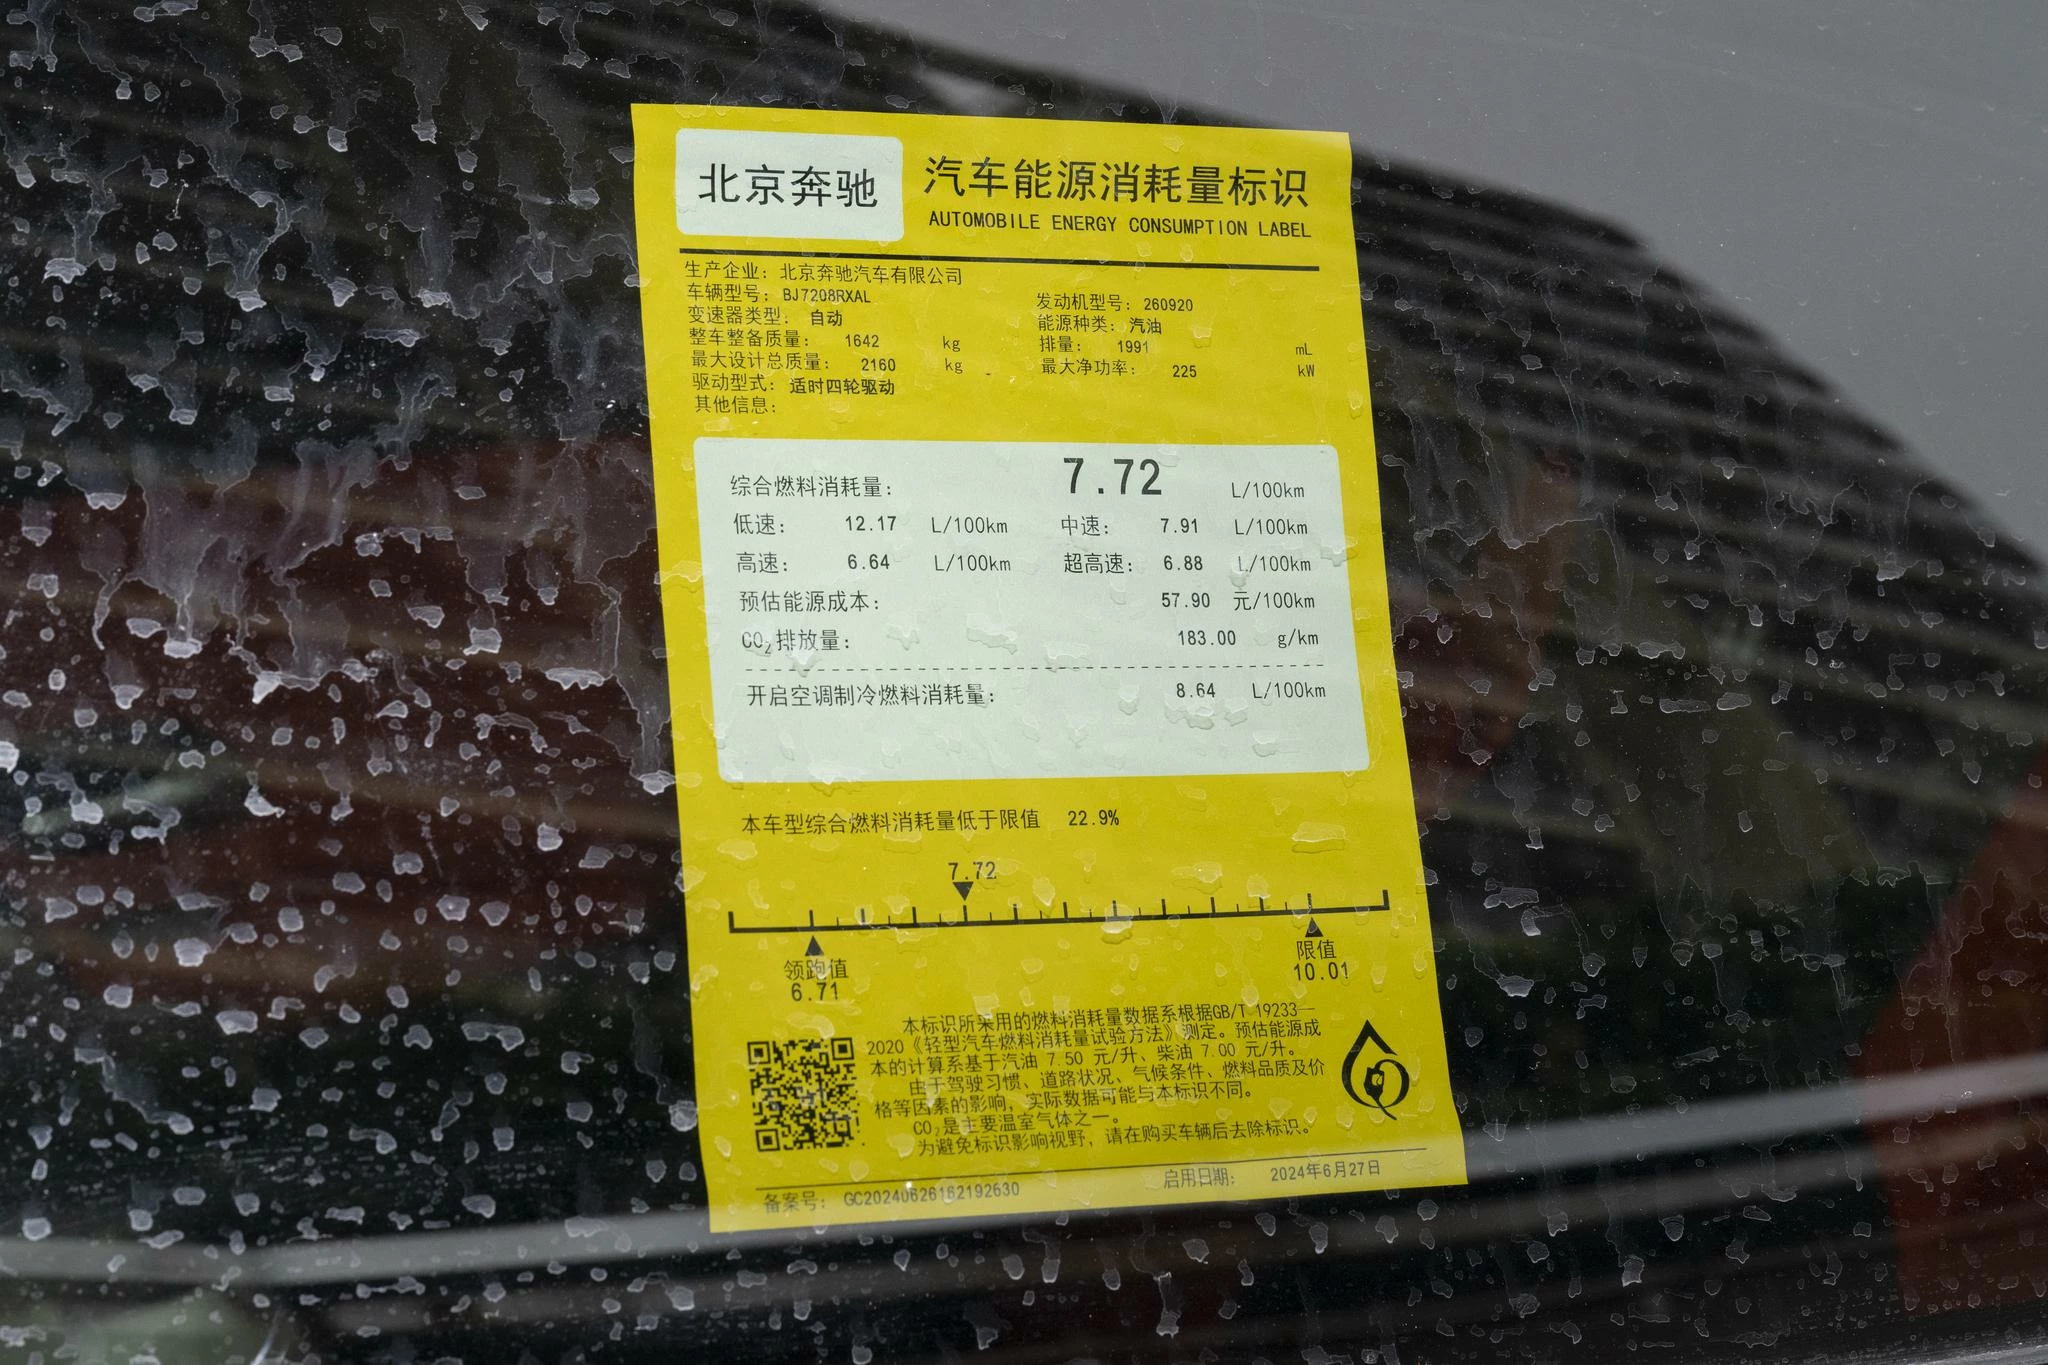 北京奔驰
汽车能源消耗量标识
AUTOMOBILE ENERGY CONSUMPTION LABEL
生产企业: 北京奔驰汽车有限公司
车辆型号: BJ7208RXAL
发动机型号: 260920
变速器类型: 自动
能源种类: 汽油
整车整备质量: 1642 kg
排量: 1991 mL
最大设计总质量: 2160 kg
最大净功率: 225 kW
驱动型式: 适时四轮驱动
其他信息:
综合燃料消耗量: 7.72 L/100km
低速: 12.17 L/100km 中速: 7.91 L/100km
高速: 6.64 L/100km 超高速: 6.88 L/100km
预估能源成本: 57.90 元/100km
CO₂排放量: 183.00 g/km
开启空调制冷燃料消耗量: 8.64 L/100km
本车型综合燃料消耗量低于限值 22.9%
7.72
领跑值
6.71
限值
10.01
本标识所采用的燃料消耗量数据系根据GB/T 19233—
2020《轻型汽车燃料消耗量试验方法》测定。预估能源成
本的计算系基于汽油 7.50 元/升、柴油 7.00 元/升。
由于驾驶习惯、道路状况、气候条件、燃料品质及价
格等因素的影响, 实际数据可能与本标识不同。
CO₂是主要温室气体之一。
为避免标识影响视野, 请在购买车辆后去除标识。
备案号: GC20240626162192630
启用日期: 2024年6月27日